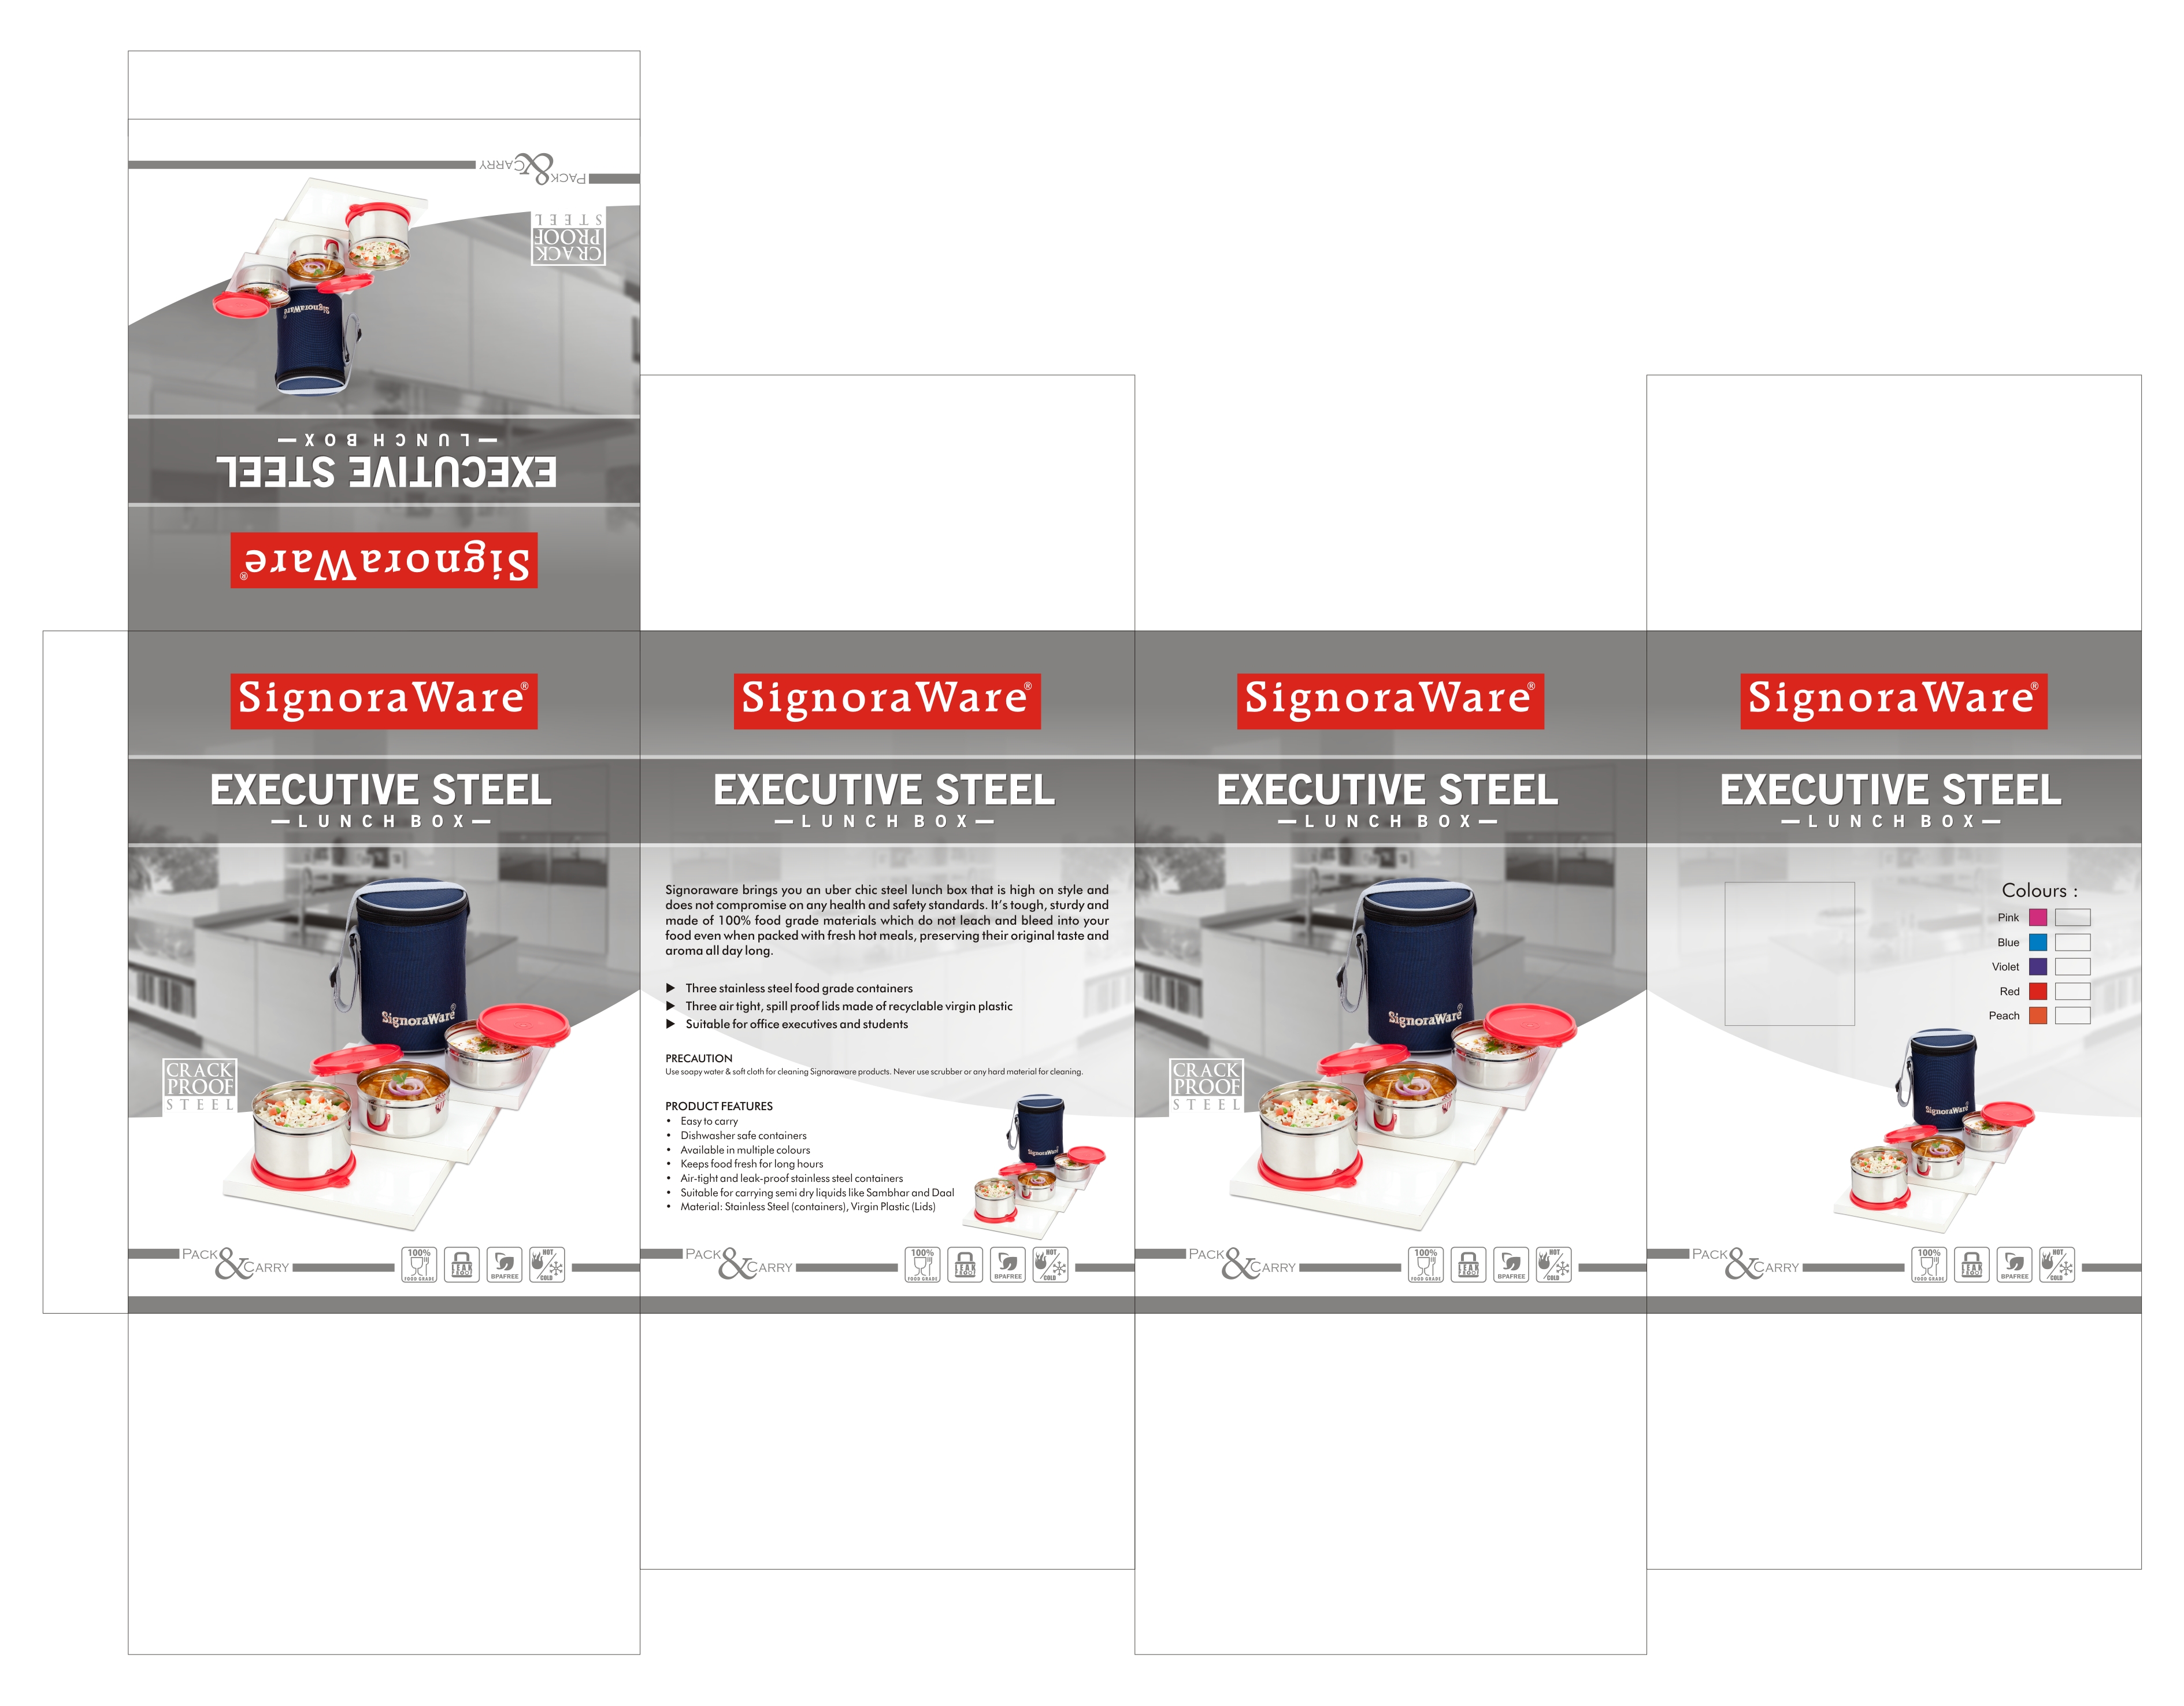 PACK & CARRY
CRACK
PROOF
STEEL
SignoraWare
LUNCH BOX
EXECUTIVE STEEL
SignoraWare®
SignoraWare®
EXECUTIVE STEEL
LUNCH BOX
SignoraWare®
CRACK
PROOF
STEEL
PACK & CARRY
100%
FOOD GRADE
LEAK
PROOF
BPAFREE
HOT
COLD
SignoraWare®
EXECUTIVE STEEL
LUNCH BOX
Signoraware brings you an uber chic steel lunch box that is high on style and
does not compromise on any health and safety standards. It's tough, sturdy and
made of 100% food grade materials which do not leach and bleed into your
food even when packed with fresh hot meals, preserving their original taste and
aroma all day long.
▶ Three stainless steel food grade containers
▶ Three air tight, spill proof lids made of recyclable virgin plastic
▶ Suitable for office executives and students
PRECAUTION
Use soapy water & soft cloth for cleaning Signoraware products. Never use scrubber or any hard material for cleaning.
PRODUCT FEATURES
• Easy to carry
• Dishwasher safe containers
• Available in multiple colours
• Keeps food fresh for long hours
• Air-tight and leak-proof stainless steel containers
• Suitable for carrying semi dry liquids like Sambhar and Daal
• Material: Stainless Steel (containers), Virgin Plastic (Lids)
SignoraWare
PACK & CARRY
100%
FOOD GRADE
LEAK
PROOF
BPAFREE
HOT
COLD
SignoraWare®
EXECUTIVE STEEL
LUNCH BOX
SignoraWare®
CRACK
PROOF
STEEL
PACK & CARRY
100%
FOOD GRADE
LEAK
PROOF
BPAFREE
HOT
COLD
SignoraWare®
EXECUTIVE STEEL
LUNCH BOX
Colours :
Pink
Blue
Violet
Red
Peach
SignoraWare
PACK & CARRY
100%
FOOD GRADE
LEAK
PROOF
BPAFREE
HOT
COLD